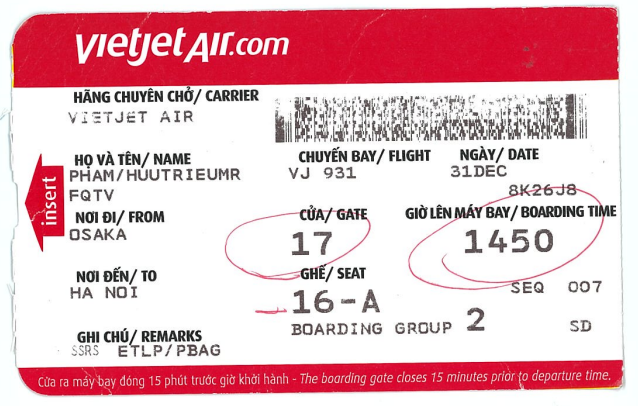 vietjetAir.com
HÃNG CHUYÊN CHỞ/ CARRIER
VIETJET AIR
HỌ VÀ TÊN/ NAME
CHUYẾN BAY/ FLIGHT
NGÀY/ DATE
PHAM/HUUTRIEUMR
VJ 931
31DEC
FQTV
8K26J8
insert
NƠI ĐI/ FROM
CỬA/ GATE
GIỜ LÊN MÁY BAY/ BOARDING TIME
OSAKA
17
1450
NƠI ĐẾN/ TO
GHẾ/ SEAT
HA NOI
16-A
SEQ 007
BOARDING GROUP 2
SD
GHI CHÚ/ REMARKS
SSRS ETLP/PBAG
Cửa ra máy bay đóng 15 phút trước giờ khởi hành - The boarding gate closes 15 minutes prior to departure time.